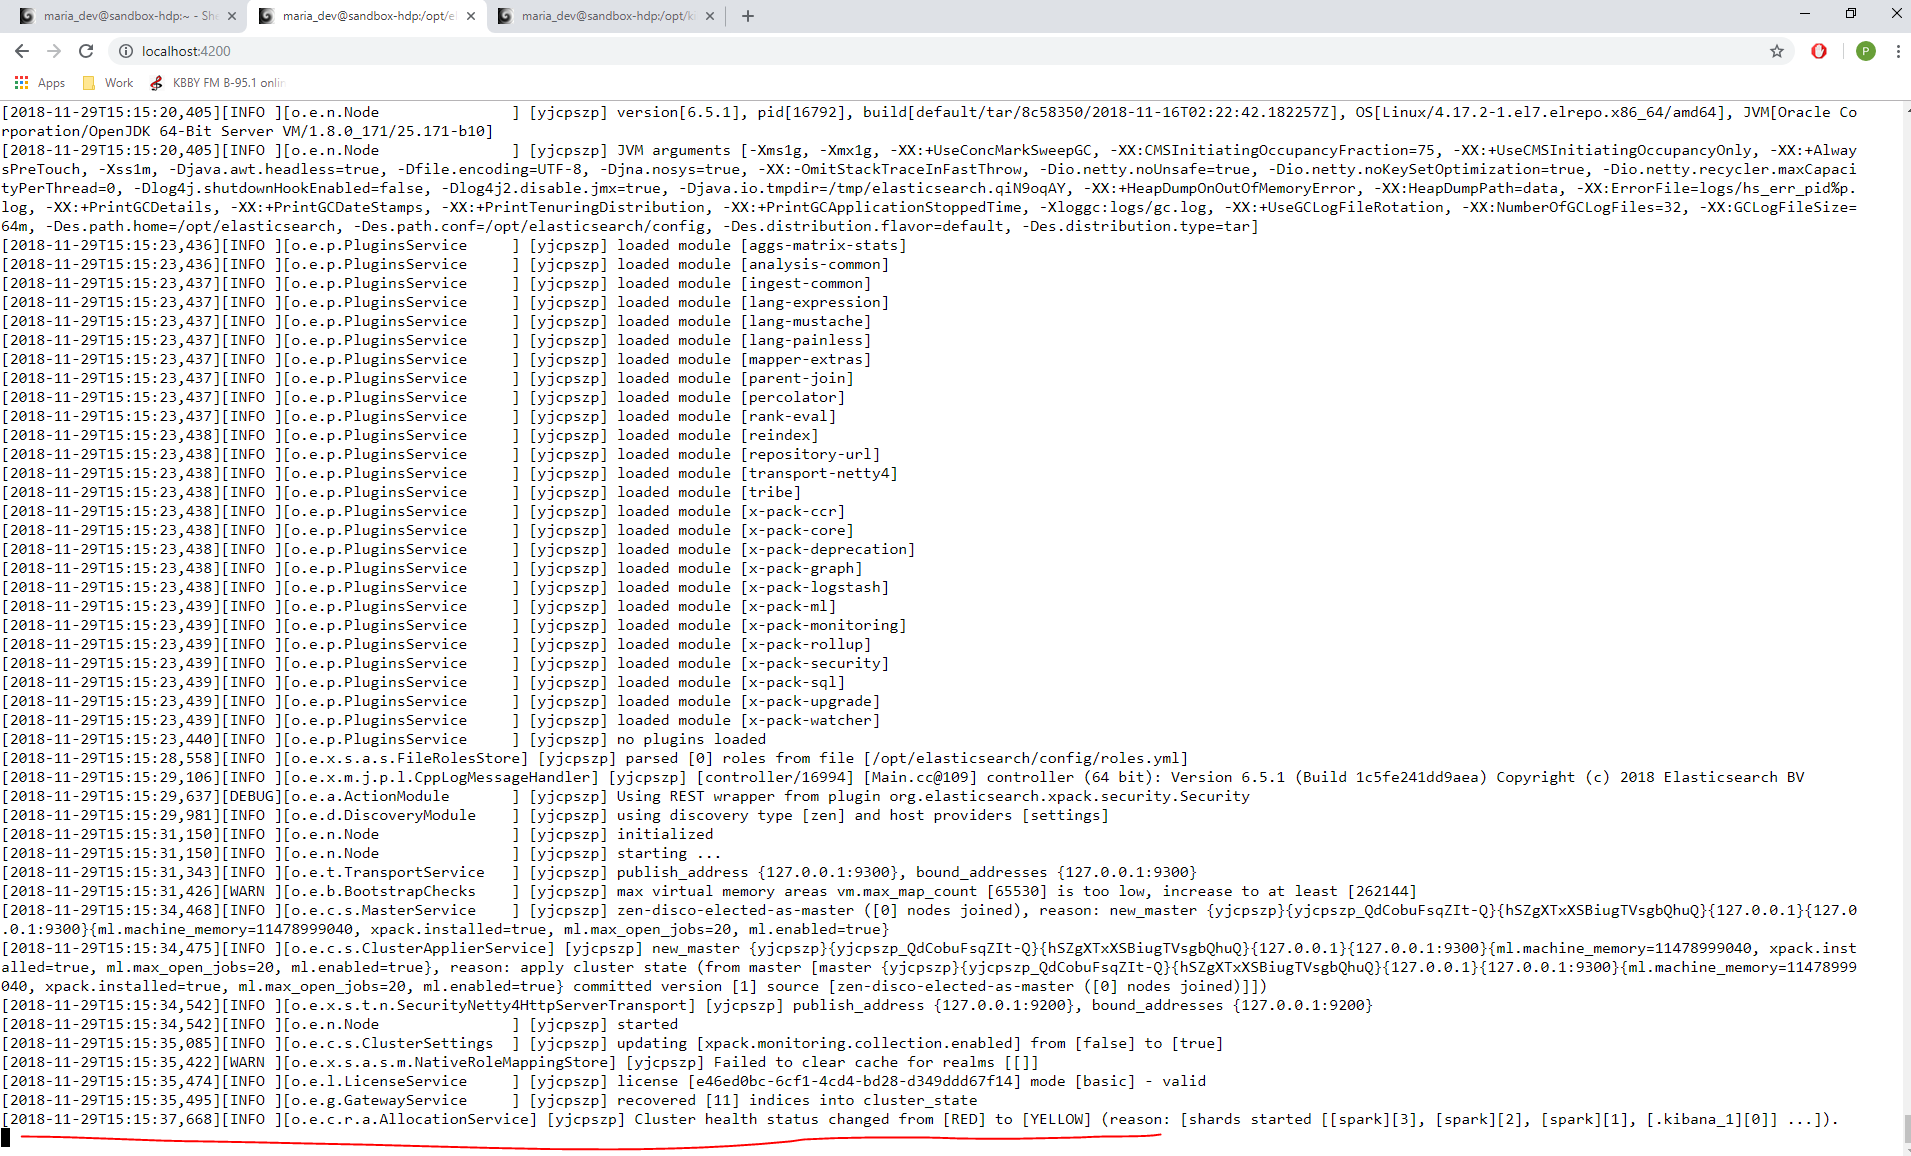 maria_dev@sandbox-hdp:~ - She
maria_dev@sandbox-hdp:/opt/el
maria_dev@sandbox-hdp:/opt/ki
localhost:4200
P
Apps
Work
KBBY FM B-95.1 onlin
[2018-11-29T15:15:20,405][INFO ][o.e.n.Node               ] [yjcpszp] version[6.5.1], pid[16792], build[default/tar/8c58350/2018-11-16T02:22:42.182257Z], OS[Linux/4.17.2-1.el7.elrepo.x86_64/amd64], JVM[Oracle Co
rporation/OpenJDK 64-Bit Server VM/1.8.0_171/25.171-b10]
[2018-11-29T15:15:20,405][INFO ][o.e.n.Node               ] [yjcpszp] JVM arguments [-Xms1g, -Xmx1g, -XX:+UseConcMarkSweepGC, -XX:CMSInitiatingOccupancyFraction=75, -XX:+UseCMSInitiatingOccupancyOnly, -XX:+Alway
sPreTouch, -Xss1m, -Djava.awt.headless=true, -Dfile.encoding=UTF-8, -Djna.nosys=true, -XX:-OmitStackTraceInFastThrow, -Dio.netty.noUnsafe=true, -Dio.netty.noKeySetOptimization=true, -Dio.netty.recycler.maxCapaci
tyPerThread=0, -Dlog4j.shutdownHookEnabled=false, -Dlog4j2.disable.jmx=true, -Djava.io.tmpdir=/tmp/elasticsearch.qiN9oqAY, -XX:+HeapDumpOnOutOfMemoryError, -XX:HeapDumpPath=data, -XX:ErrorFile=logs/hs_err_pid%p.
log, -XX:+PrintGCDetails, -XX:+PrintGCDateStamps, -XX:+PrintTenuringDistribution, -XX:+PrintGCApplicationStoppedTime, -Xloggc:logs/gc.log, -XX:+UseGCLogFileRotation, -XX:NumberOfGCLogFiles=32, -XX:GCLogFileSize=
64m, -Des.path.home=/opt/elasticsearch, -Des.path.conf=/opt/elasticsearch/config, -Des.distribution.flavor=default, -Des.distribution.type=tar]
[2018-11-29T15:15:23,436][INFO ][o.e.p.PluginsService     ] [yjcpszp] loaded module [aggs-matrix-stats]
[2018-11-29T15:15:23,436][INFO ][o.e.p.PluginsService     ] [yjcpszp] loaded module [analysis-common]
[2018-11-29T15:15:23,437][INFO ][o.e.p.PluginsService     ] [yjcpszp] loaded module [ingest-common]
[2018-11-29T15:15:23,437][INFO ][o.e.p.PluginsService     ] [yjcpszp] loaded module [lang-expression]
[2018-11-29T15:15:23,437][INFO ][o.e.p.PluginsService     ] [yjcpszp] loaded module [lang-mustache]
[2018-11-29T15:15:23,437][INFO ][o.e.p.PluginsService     ] [yjcpszp] loaded module [lang-painless]
[2018-11-29T15:15:23,437][INFO ][o.e.p.PluginsService     ] [yjcpszp] loaded module [mapper-extras]
[2018-11-29T15:15:23,437][INFO ][o.e.p.PluginsService     ] [yjcpszp] loaded module [parent-join]
[2018-11-29T15:15:23,437][INFO ][o.e.p.PluginsService     ] [yjcpszp] loaded module [percolator]
[2018-11-29T15:15:23,437][INFO ][o.e.p.PluginsService     ] [yjcpszp] loaded module [rank-eval]
[2018-11-29T15:15:23,438][INFO ][o.e.p.PluginsService     ] [yjcpszp] loaded module [reindex]
[2018-11-29T15:15:23,438][INFO ][o.e.p.PluginsService     ] [yjcpszp] loaded module [repository-url]
[2018-11-29T15:15:23,438][INFO ][o.e.p.PluginsService     ] [yjcpszp] loaded module [transport-netty4]
[2018-11-29T15:15:23,438][INFO ][o.e.p.PluginsService     ] [yjcpszp] loaded module [tribe]
[2018-11-29T15:15:23,438][INFO ][o.e.p.PluginsService     ] [yjcpszp] loaded module [x-pack-ccr]
[2018-11-29T15:15:23,438][INFO ][o.e.p.PluginsService     ] [yjcpszp] loaded module [x-pack-core]
[2018-11-29T15:15:23,438][INFO ][o.e.p.PluginsService     ] [yjcpszp] loaded module [x-pack-deprecation]
[2018-11-29T15:15:23,438][INFO ][o.e.p.PluginsService     ] [yjcpszp] loaded module [x-pack-graph]
[2018-11-29T15:15:23,438][INFO ][o.e.p.PluginsService     ] [yjcpszp] loaded module [x-pack-logstash]
[2018-11-29T15:15:23,439][INFO ][o.e.p.PluginsService     ] [yjcpszp] loaded module [x-pack-ml]
[2018-11-29T15:15:23,439][INFO ][o.e.p.PluginsService     ] [yjcpszp] loaded module [x-pack-monitoring]
[2018-11-29T15:15:23,439][INFO ][o.e.p.PluginsService     ] [yjcpszp] loaded module [x-pack-rollup]
[2018-11-29T15:15:23,439][INFO ][o.e.p.PluginsService     ] [yjcpszp] loaded module [x-pack-security]
[2018-11-29T15:15:23,439][INFO ][o.e.p.PluginsService     ] [yjcpszp] loaded module [x-pack-sql]
[2018-11-29T15:15:23,439][INFO ][o.e.p.PluginsService     ] [yjcpszp] loaded module [x-pack-upgrade]
[2018-11-29T15:15:23,439][INFO ][o.e.p.PluginsService     ] [yjcpszp] loaded module [x-pack-watcher]
[2018-11-29T15:15:23,440][INFO ][o.e.p.PluginsService     ] [yjcpszp] no plugins loaded
[2018-11-29T15:15:28,558][INFO ][o.e.x.s.a.s.FileRolesStore] [yjcpszp] parsed [0] roles from file [/opt/elasticsearch/config/roles.yml]
[2018-11-29T15:15:29,106][INFO ][o.e.x.m.j.p.l.CppLogMessageHandler] [yjcpszp] [controller/16994] [Main.cc@109] controller (64 bit): Version 6.5.1 (Build 1c5fe241dd9aea) Copyright (c) 2018 Elasticsearch BV
[2018-11-29T15:15:29,637][DEBUG][o.e.a.ActionModule       ] [yjcpszp] Using REST wrapper from plugin org.elasticsearch.xpack.security.Security
[2018-11-29T15:15:29,981][INFO ][o.e.d.DiscoveryModule    ] [yjcpszp] using discovery type [zen] and host providers [settings]
[2018-11-29T15:15:31,150][INFO ][o.e.n.Node               ] [yjcpszp] initialized
[2018-11-29T15:15:31,150][INFO ][o.e.n.Node               ] [yjcpszp] starting ...
[2018-11-29T15:15:31,343][INFO ][o.e.t.TransportService   ] [yjcpszp] publish_address {127.0.0.1:9300}, bound_addresses {127.0.0.1:9300}
[2018-11-29T15:15:31,426][WARN ][o.e.b.BootstrapChecks    ] [yjcpszp] max virtual memory areas vm.max_map_count [65530] is too low, increase to at least [262144]
[2018-11-29T15:15:34,468][INFO ][o.e.c.s.MasterService    ] [yjcpszp] zen-disco-elected-as-master ([0] nodes joined), reason: new_master {yjcpszp}{yjcpszp_QdCobuFsqZIt-Q}{hSZgXTxXSBiugTVsgbQhuQ}{127.0.0.1}{127.0
.0.1:9300}{ml.machine_memory=11478999040, xpack.installed=true, ml.max_open_jobs=20, ml.enabled=true}
[2018-11-29T15:15:34,475][INFO ][o.e.c.s.ClusterApplierService] [yjcpszp] new_master {yjcpszp}{yjcpszp_QdCobuFsqZIt-Q}{hSZgXTxXSBiugTVsgbQhuQ}{127.0.0.1}{127.0.0.1:9300}{ml.machine_memory=11478999040, xpack.inst
alled=true, ml.max_open_jobs=20, ml.enabled=true}, reason: apply cluster state (from master [master {yjcpszp}{yjcpszp_QdCobuFsqZIt-Q}{hSZgXTxXSBiugTVsgbQhuQ}{127.0.0.1}{127.0.0.1:9300}{ml.machine_memory=11478999
040, xpack.installed=true, ml.max_open_jobs=20, ml.enabled=true} committed version [1] source [zen-disco-elected-as-master ([0] nodes joined)]])
[2018-11-29T15:15:34,542][INFO ][o.e.x.s.t.n.SecurityNetty4HttpServerTransport] [yjcpszp] publish_address {127.0.0.1:9200}, bound_addresses {127.0.0.1:9200}
[2018-11-29T15:15:34,542][INFO ][o.e.n.Node               ] [yjcpszp] started
[2018-11-29T15:15:35,085][INFO ][o.e.c.s.ClusterSettings  ] [yjcpszp] updating [xpack.monitoring.collection.enabled] from [false] to [true]
[2018-11-29T15:15:35,422][WARN ][o.e.x.s.a.s.m.NativeRoleMappingStore] [yjcpszp] Failed to clear cache for realms [[]]
[2018-11-29T15:15:35,474][INFO ][o.e.l.LicenseService     ] [yjcpszp] license [e46ed0bc-6cf1-4cd4-bd28-d349ddd67f14] mode [basic] - valid
[2018-11-29T15:15:35,495][INFO ][o.e.g.GatewayService     ] [yjcpszp] recovered [11] indices into cluster_state
[2018-11-29T15:15:37,668][INFO ][o.e.c.r.a.AllocationService] [yjcpszp] Cluster health status changed from [RED] to [YELLOW] (reason: [shards started [[spark][3], [spark][2], [spark][1], [.kibana_1][0]] ...]).